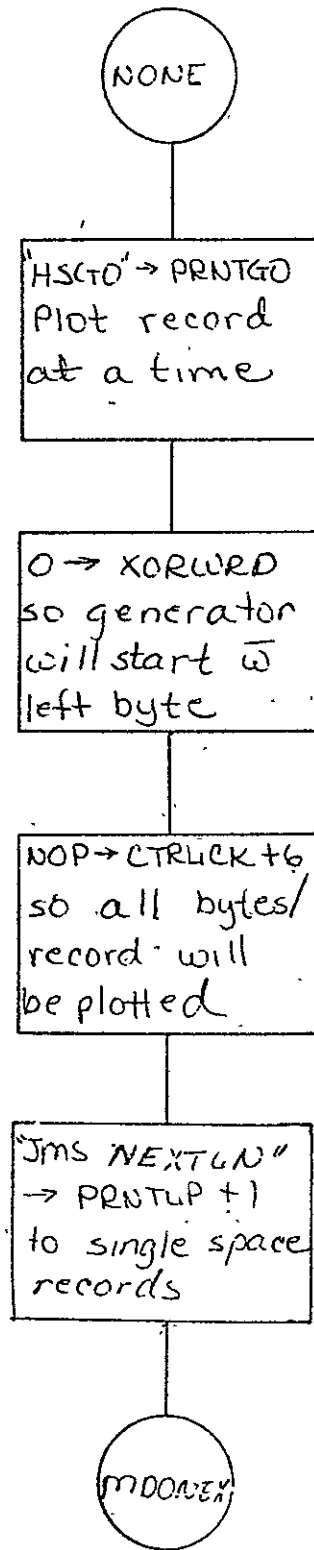 NONE
"HSGTO" → PRNTGO
Plot record
at a time
O → XORWRD
so generator
will start w̄
left byte
NOP → CTRLCK +6
so all bytes/
record will
be plotted
"Jms NEXTLN"
→ PRNTLP +1
to single space
records
MDONEX